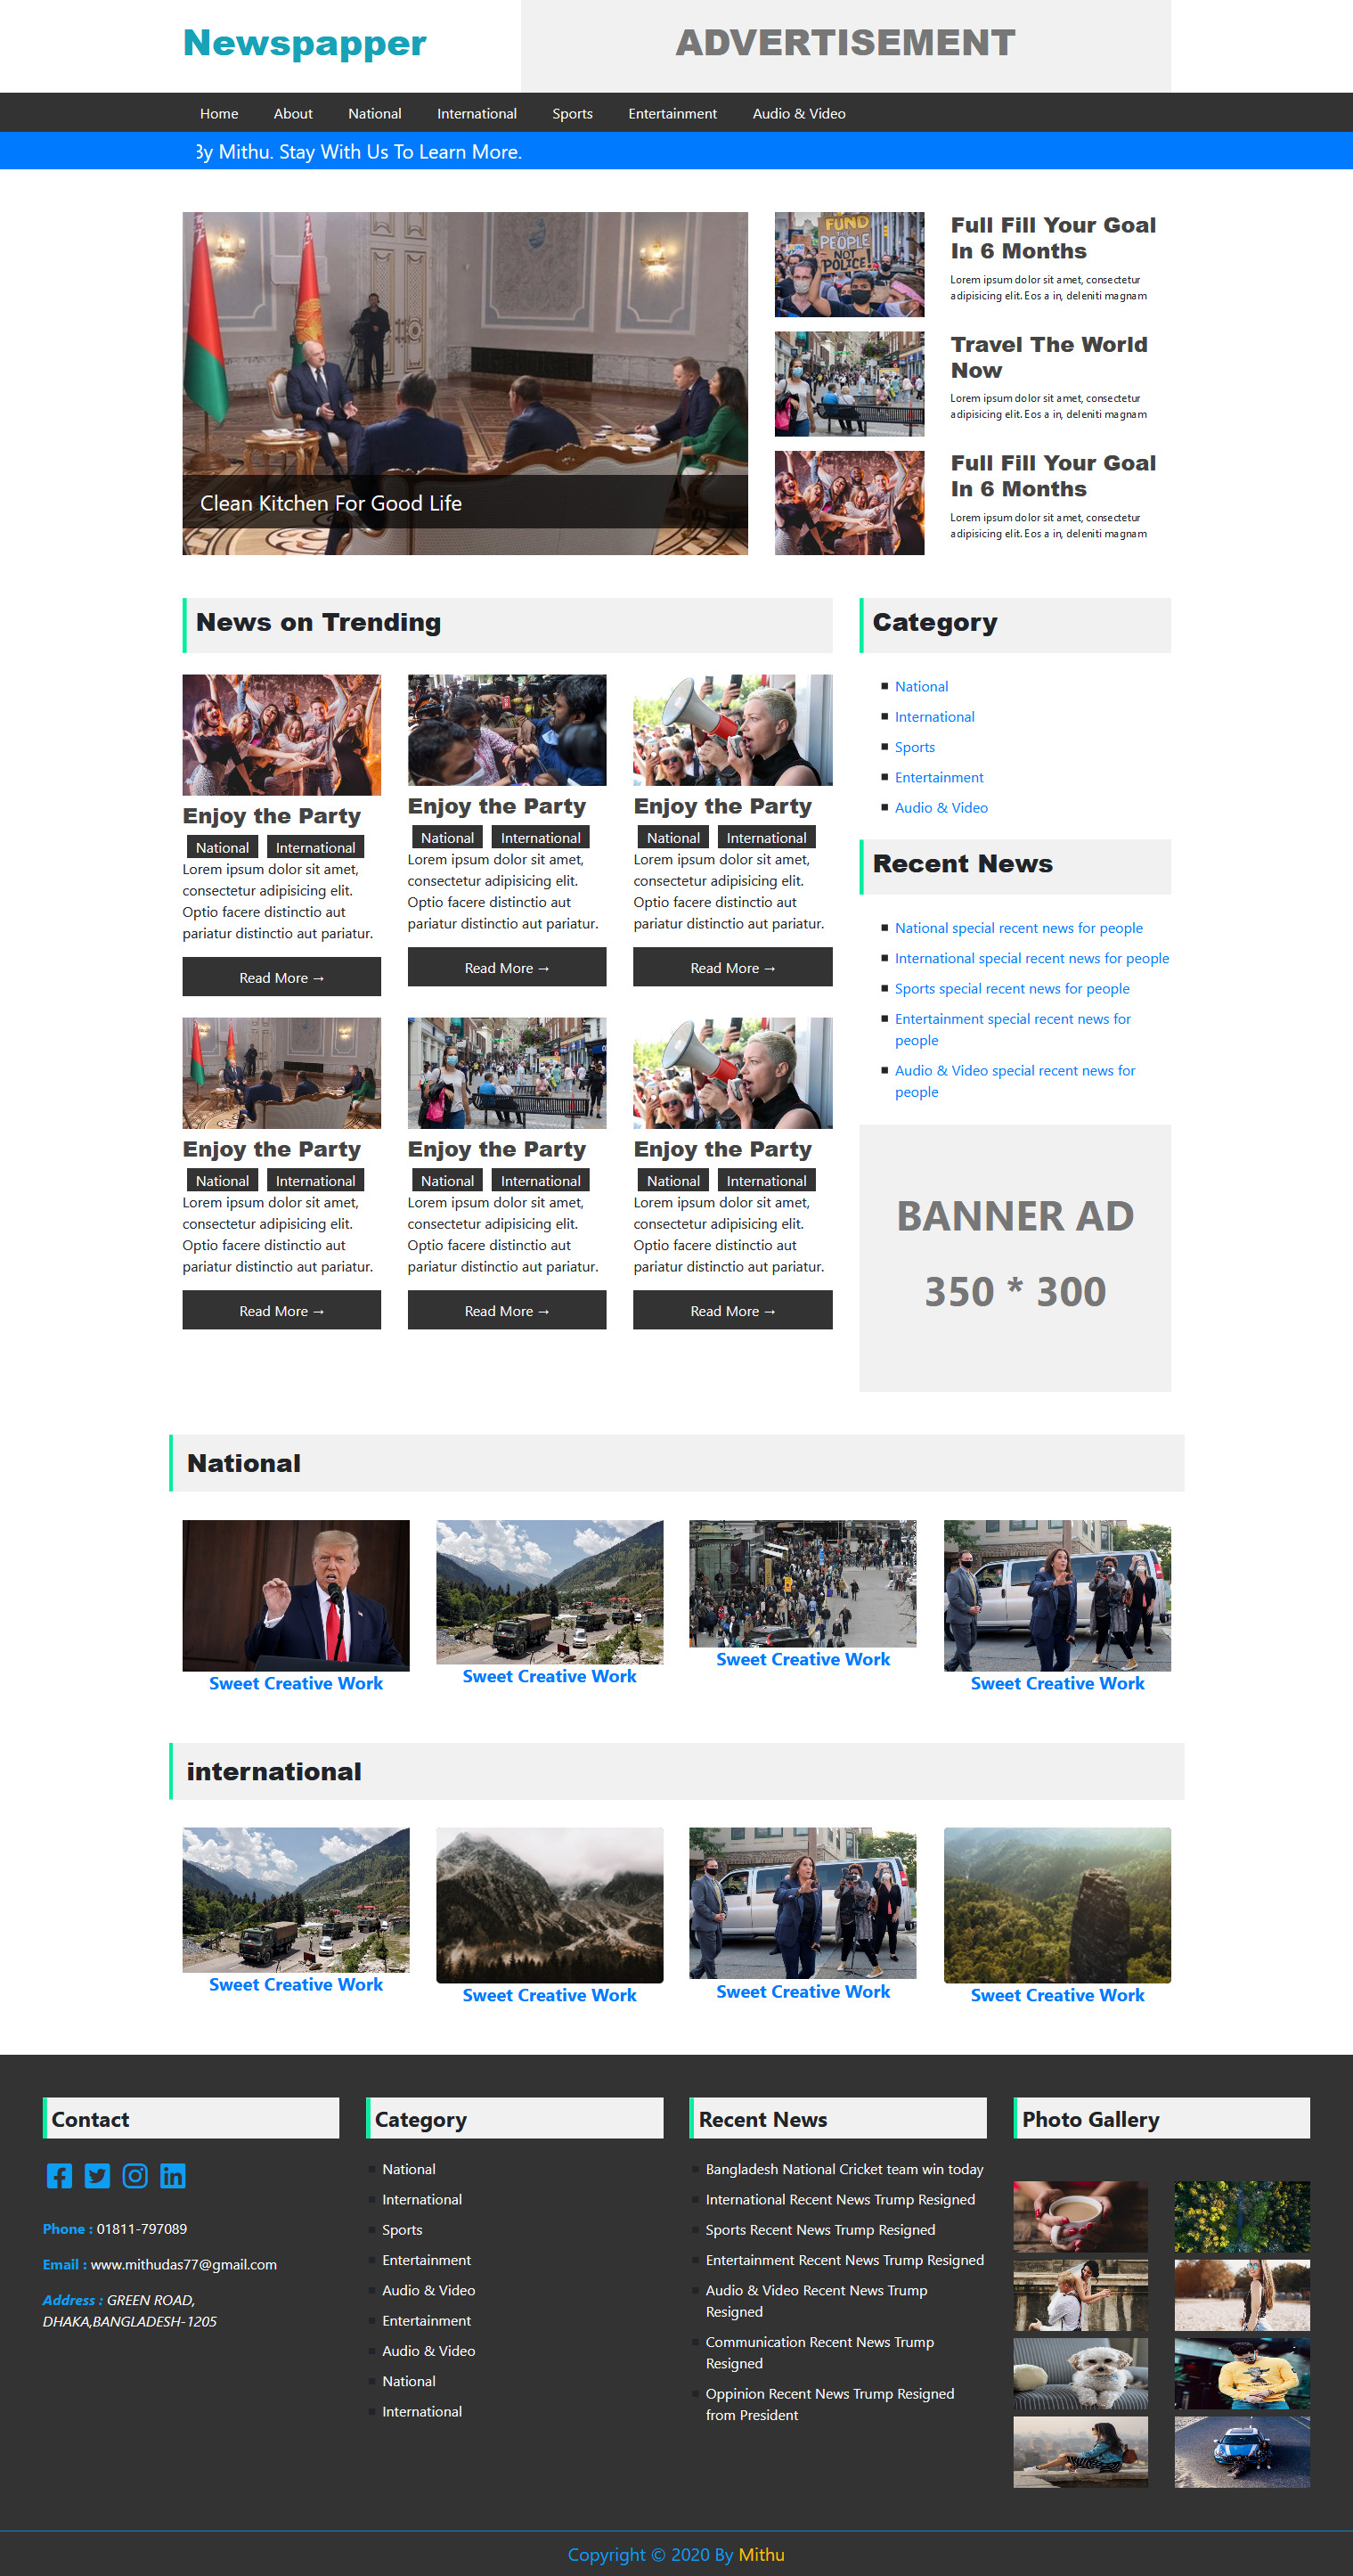 Newspapper
ADVERTISEMENT
Home About National International Sports Entertainment Audio & Video
By Mithu. Stay With Us To Learn More.
FUND
THE
PEOPLE
NOT
POLICE!
Clean Kitchen For Good Life
Full Fill Your Goal
In 6 Months
Lorem ipsum dolor sit amet, consectetur
adipisicing elit. Eos a in, deleniti magnam
Travel The World
Now
Lorem ipsum dolor sit amet, consectetur
adipisicing elit. Eos a in, deleniti magnam
Full Fill Your Goal
In 6 Months
Lorem ipsum dolor sit amet, consectetur
adipisicing elit. Eos a in, deleniti magnam
News on Trending
Enjoy the Party
National International
Lorem ipsum dolor sit amet,
consectetur adipisicing elit.
Optio facere distinctio aut
pariatur distinctio aut pariatur.
Read More →
Enjoy the Party
National International
Lorem ipsum dolor sit amet,
consectetur adipisicing elit.
Optio facere distinctio aut
pariatur distinctio aut pariatur.
Read More →
Enjoy the Party
National International
Lorem ipsum dolor sit amet,
consectetur adipisicing elit.
Optio facere distinctio aut
pariatur distinctio aut pariatur.
Read More →
Enjoy the Party
National International
Lorem ipsum dolor sit amet,
consectetur adipisicing elit.
Optio facere distinctio aut
pariatur distinctio aut pariatur.
Read More →
Enjoy the Party
National International
Lorem ipsum dolor sit amet,
consectetur adipisicing elit.
Optio facere distinctio aut
pariatur distinctio aut pariatur.
Read More →
Enjoy the Party
National International
Lorem ipsum dolor sit amet,
consectetur adipisicing elit.
Optio facere distinctio aut
pariatur distinctio aut pariatur.
Read More →
Category
National
International
Sports
Entertainment
Audio & Video
Recent News
National special recent news for people
International special recent news for people
Sports special recent news for people
Entertainment special recent news for
people
Audio & Video special recent news for
people
BANNER AD
350 * 300
National
Sweet Creative Work
Sweet Creative Work
Sweet Creative Work
Sweet Creative Work
international
Sweet Creative Work
Sweet Creative Work
Sweet Creative Work
Sweet Creative Work
Contact
Phone : 01811-797089
Email : www.mithudas77@gmail.com
Address : GREEN ROAD,
DHAKA,BANGLADESH-1205
Category
National
International
Sports
Entertainment
Audio & Video
Entertainment
Audio & Video
National
International
Recent News
Bangladesh National Cricket team win today
International Recent News Trump Resigned
Sports Recent News Trump Resigned
Entertainment Recent News Trump Resigned
Audio & Video Recent News Trump
Resigned
Communication Recent News Trump
Resigned
Oppinion Recent News Trump Resigned
from President
Photo Gallery
Copyright © 2020 By Mithu